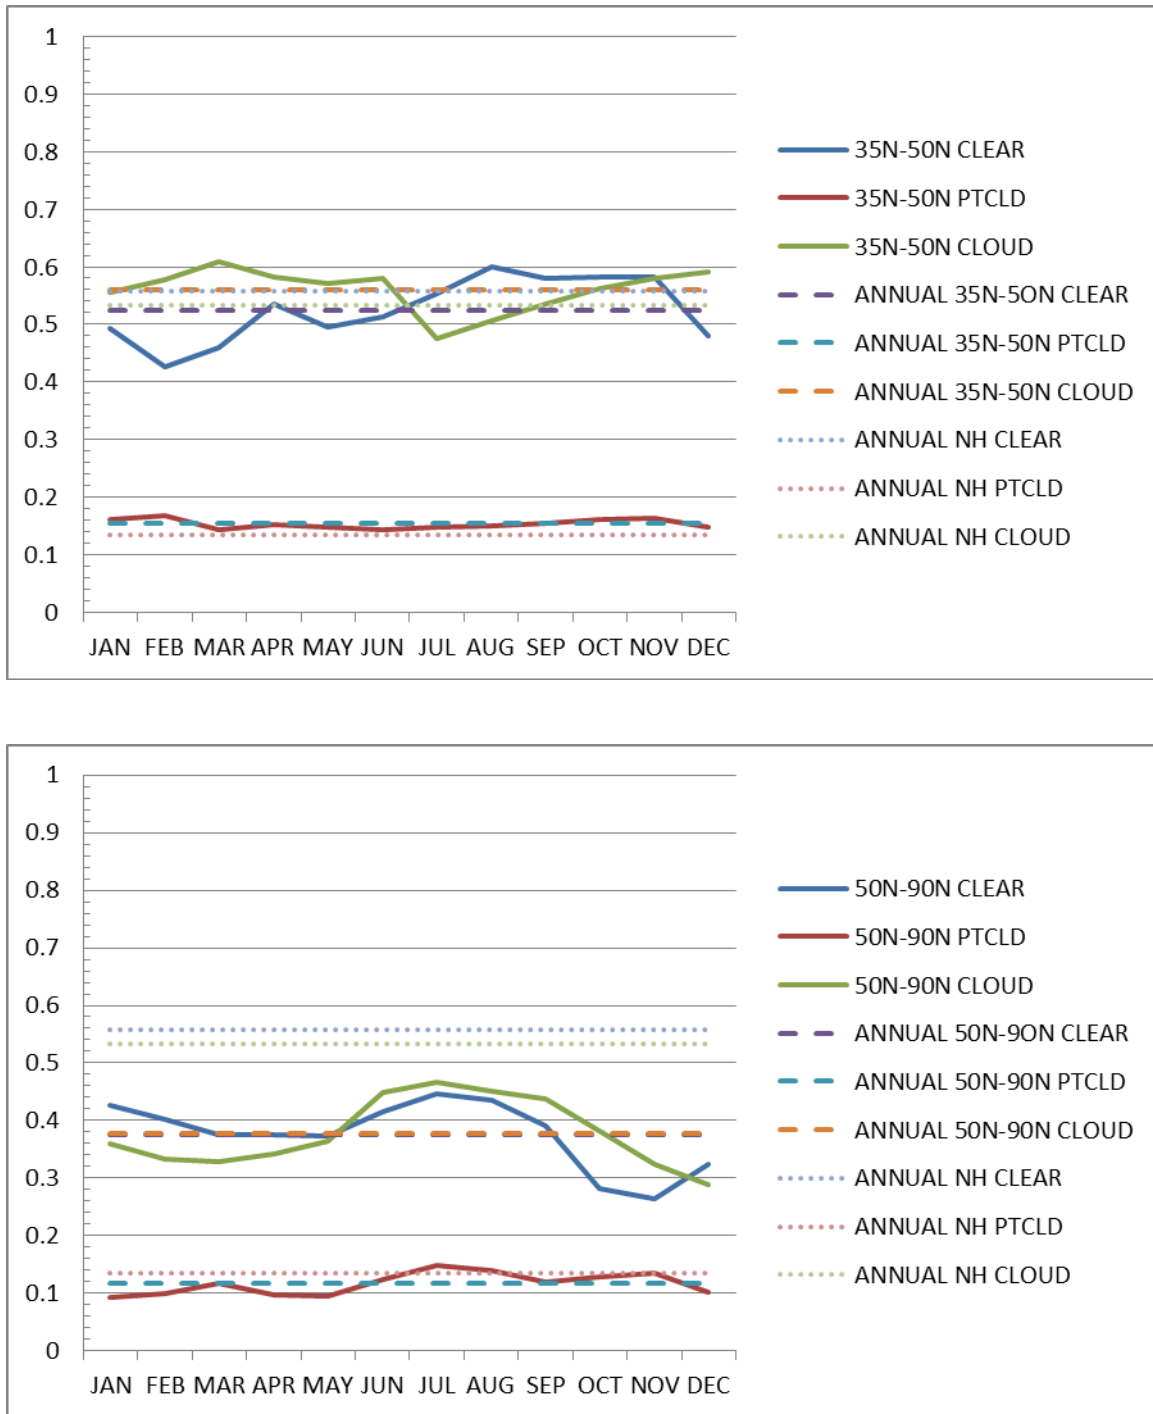 1
0.9
0.8
0.7
0.6
0.5
0.4
0.3
0.2
0.1
0
JAN FEB MAR APR MAY JUN JUL AUG SEP OCT NOV DEC
35N-50N CLEAR
35N-50N PTCLD
35N-50N CLOUD
ANNUAL 35N-5ON CLEAR
ANNUAL 35N-50N PTCLD
ANNUAL 35N-50N CLOUD
ANNUAL NH CLEAR
ANNUAL NH PTCLD
ANNUAL NH CLOUD
1
0.9
0.8
0.7
0.6
0.5
0.4
0.3
0.2
0.1
0
JAN FEB MAR APR MAY JUN JUL AUG SEP OCT NOV DEC
50N-90N CLEAR
50N-90N PTCLD
50N-90N CLOUD
ANNUAL 50N-9ON CLEAR
ANNUAL 50N-90N PTCLD
ANNUAL 50N-90N CLOUD
ANNUAL NH CLEAR
ANNUAL NH PTCLD
ANNUAL NH CLOUD